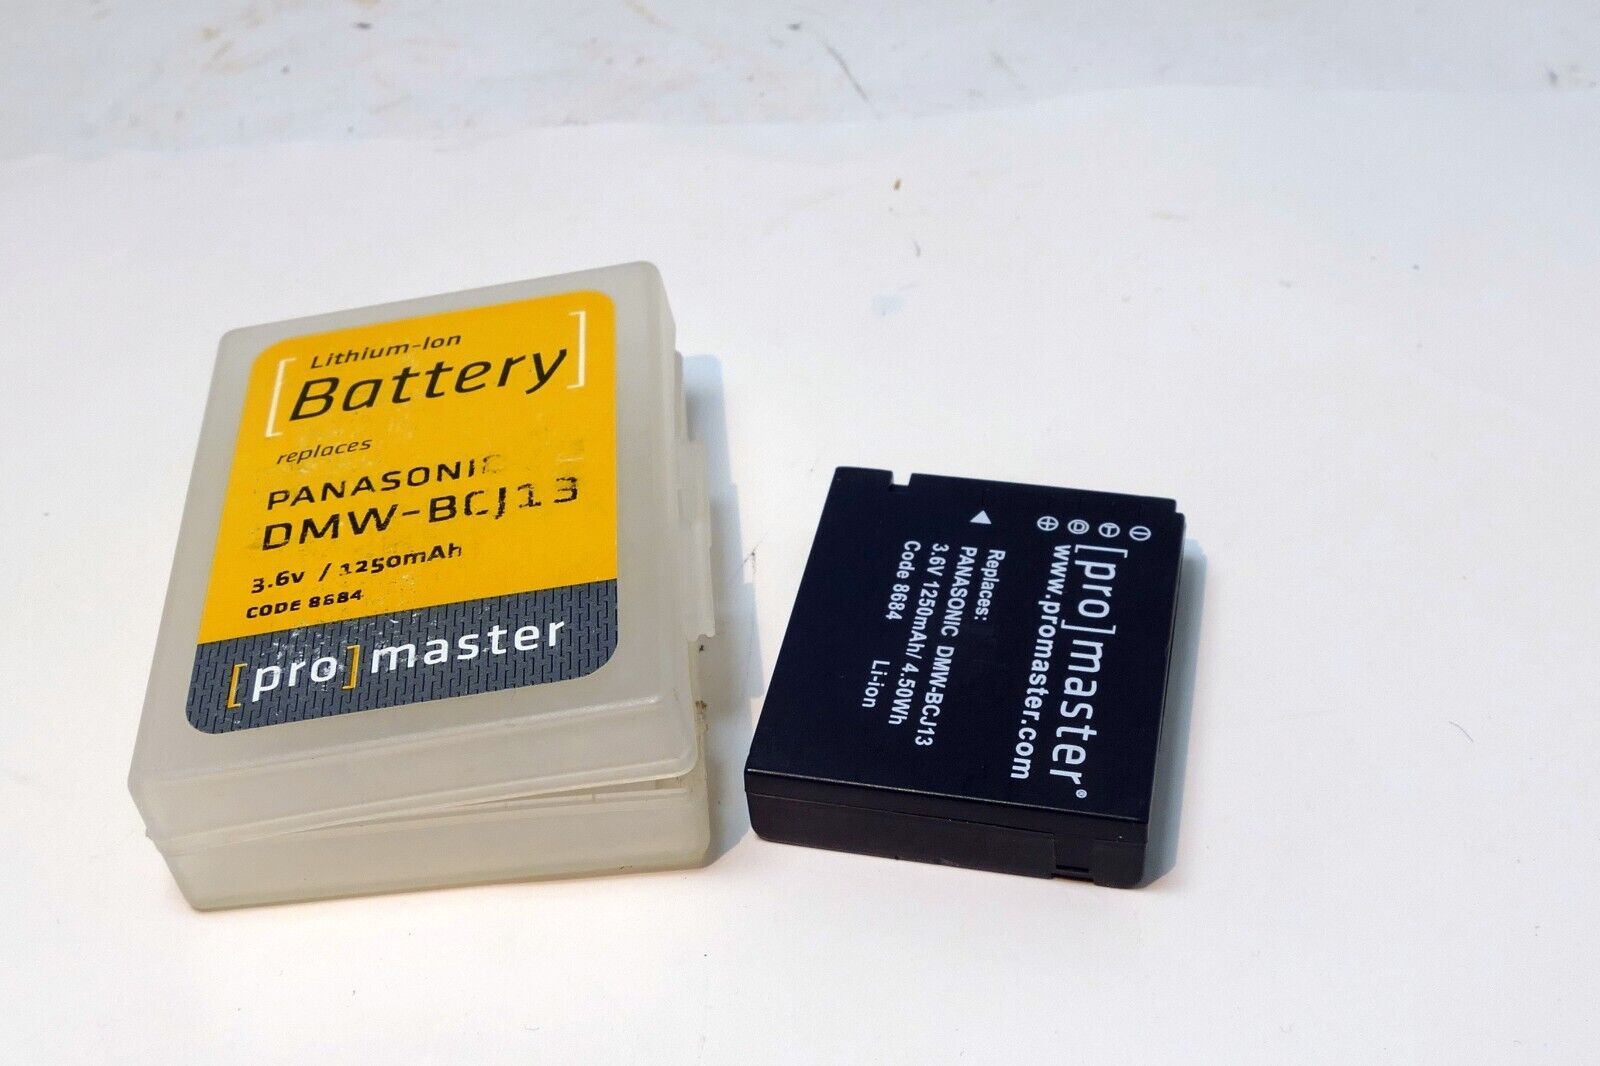 Lithium-Ion
[Battery]
replaces
PANASONIC
DMW-BCJ13
3.6v / 1250mAh
CODE 8684
[pro]master
[pro]master®
www.promaster.com
Replaces:
PANASONIC DMW-BCJ13
3.6V 1250mAh/ 4.50Wh
Code 8684
Li-ion